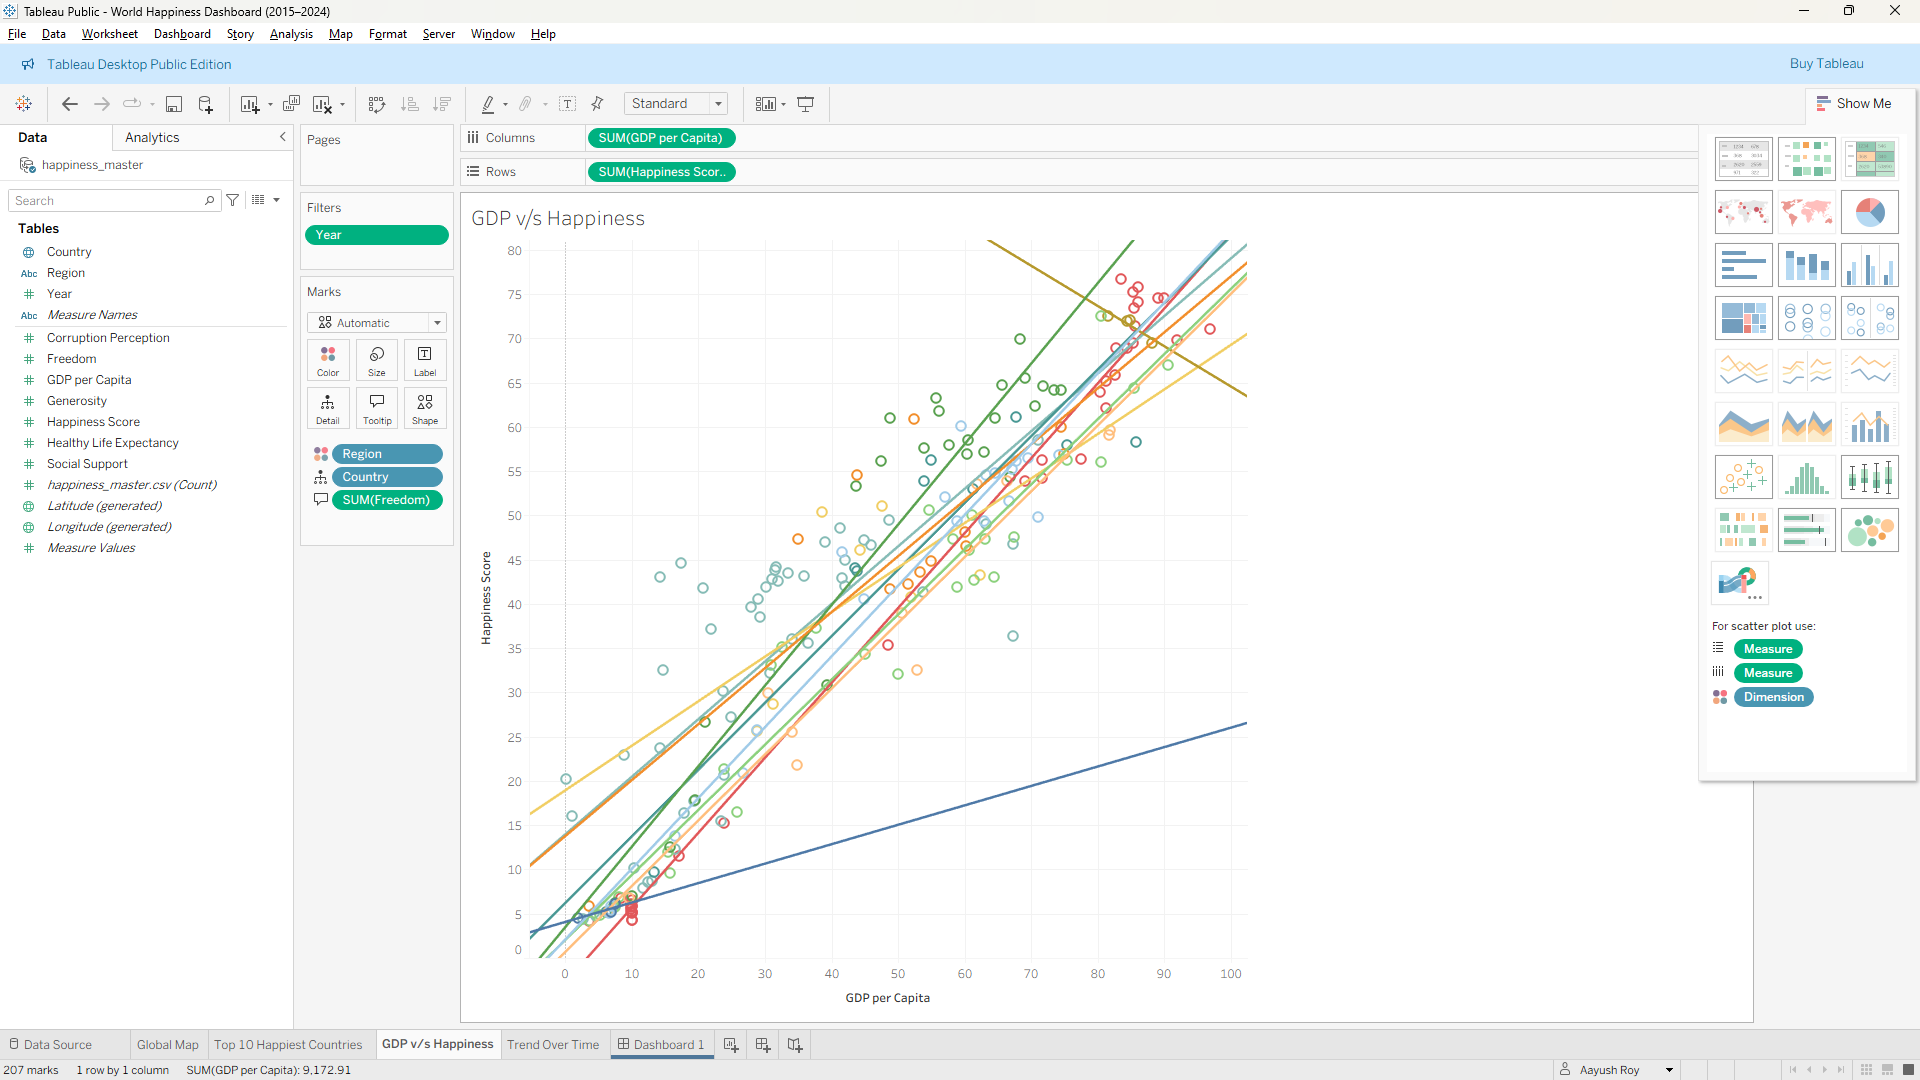 Tableau Public - World Happiness Dashboard (2015–2024)
File Data Worksheet Dashboard Story Analysis Map Format Server Window Help
Tableau Desktop Public Edition
Buy Tableau
Standard
Show Me
Data Analytics
happiness_master
Search
Tables
Country
Abc Region
Year
Abc Measure Names
Corruption Perception
Freedom
GDP per Capita
Generosity
Happiness Score
Healthy Life Expectancy
Social Support
happiness_master.csv (Count)
Latitude (generated)
Longitude (generated)
Measure Values
Pages
Filters
Year
Marks
Automatic
Color Size Label
Detail Tooltip Shape
Region
Country
SUM(Freedom)
Columns SUM(GDP per Capita)
Rows SUM(Happiness Scor..
GDP v/s Happiness
80
75
70
65
60
55
50
45
40
35
30
25
20
15
10
5
0
Happiness Score
0 10 20 30 40 50 60 70 80 90 100
GDP per Capita
For scatter plot use:
Measure
Measure
Dimension
Data Source Global Map Top 10 Happiest Countries GDP v/s Happiness Trend Over Time Dashboard 1
207 marks 1 row by 1 column SUM(GDP per Capita): 9,172.91
Aayush Roy